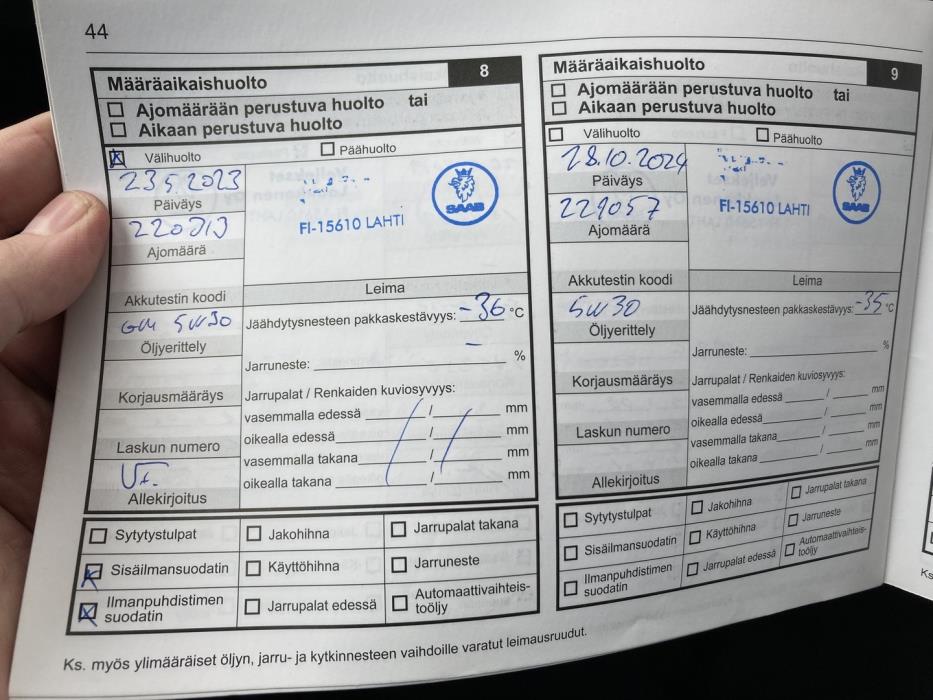 44
Määräaikaishuolto 8
Ajomäärään perustuva huolto tai
Aikaan perustuva huolto
Välihuolto Päähuolto
23.5.2023
Päiväys
FI-15610 LAHTI
SAAB
Ajomäärä
Akkutestin koodi
Leima
GM 5W30
Öljyerittely
Jäähdytysnesteen pakkaskestävyys: -36 °C
Jarruneste: - %
Korjausmääräys
Jarrupalat / Renkaiden kuviosyvyys:
vasemmalla edessä / mm
oikealla edessä / mm
vasemmalla takana / mm
oikealla takana / mm
Laskun numero
Allekirjoitus
Sytytystulpat Jakohihna Jarrupalat takana
Sisäilmansuodatin Käyttöhihna Jarruneste
Ilmanpuhdistimen suodatin Jarrupalat edessä Automaattivaihteis-
toöljy
Määräaikaishuolto 9
Ajomäärään perustuva huolto tai
Aikaan perustuva huolto
Välihuolto Päähuolto
28.10.2024
Päiväys
FI-15610 LAHTI
SAAB
229057
Ajomäärä
Akkutestin koodi
Leima
5W30
Öljyerittely
Jäähdytysnesteen pakkaskestävyys: -35 °C
Jarruneste: %
Korjausmääräys
Jarrupalat / Renkaiden kuviosyvyys:
vasemmalla edessä / mm
oikealla edessä / mm
vasemmalla takana / mm
oikealla takana / mm
Laskun numero
Allekirjoitus
Sytytystulpat Jakohihna Jarrupalat takana
Sisäilmansuodatin Käyttöhihna Jarruneste
Ilmanpuhdistimen
suodatin Jarrupalat edessä Automaattivaihteis-
toöljy
Ks. myös ylimääräiset öljyn, jarru- ja kytkinnesteen vaihdoille varatut leimausruudut.
Ks